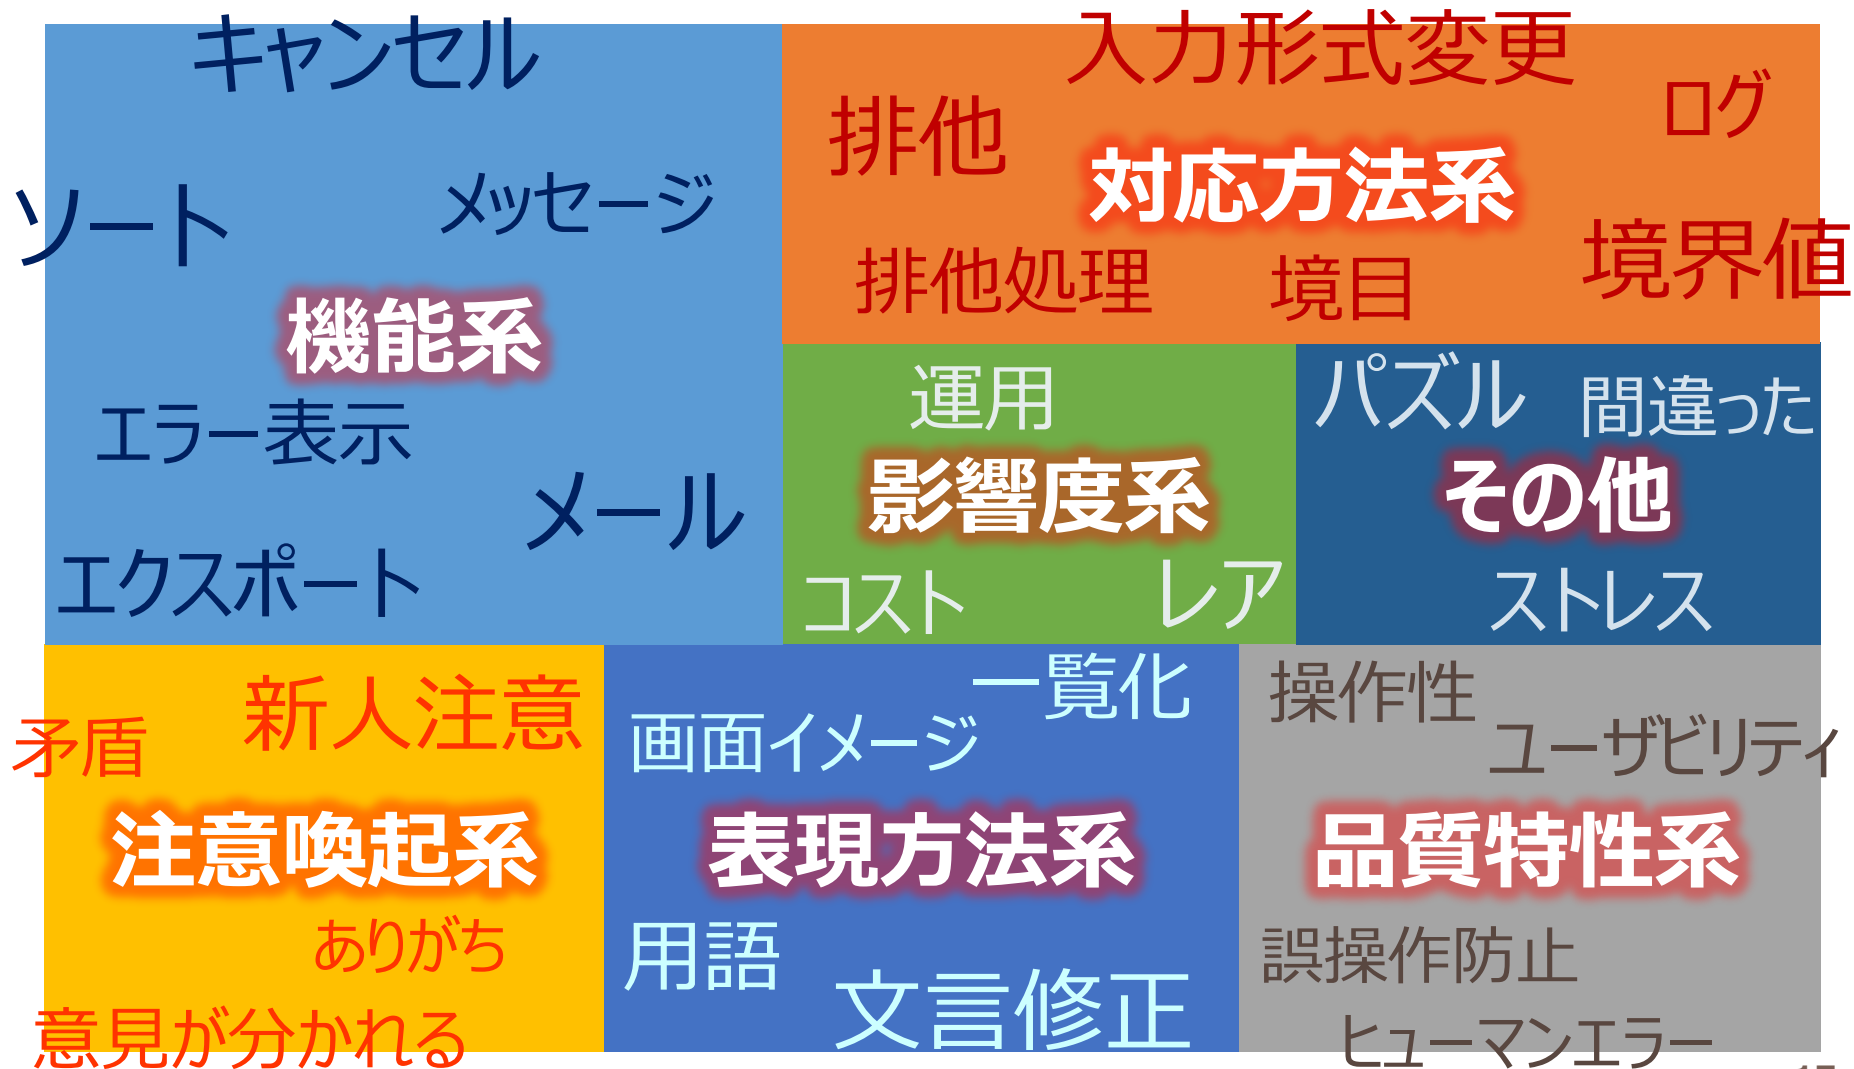 キャンセル
ソート
メッセージ
機能系
エラー表示
メール
エクスポート
入力形式変更
排他
ログ
対応方法系
排他処理
境目
境界値
運用
影響度系
コスト
レア
パズル
間違った
その他
ストレス
新人注意
矛盾
注意喚起系
ありがち
意見が分かれる
一覧化
画面イメージ
表現方法系
用語
文言修正
操作性
ユーザビリティ
品質特性系
誤操作防止
ヒューマンエラー